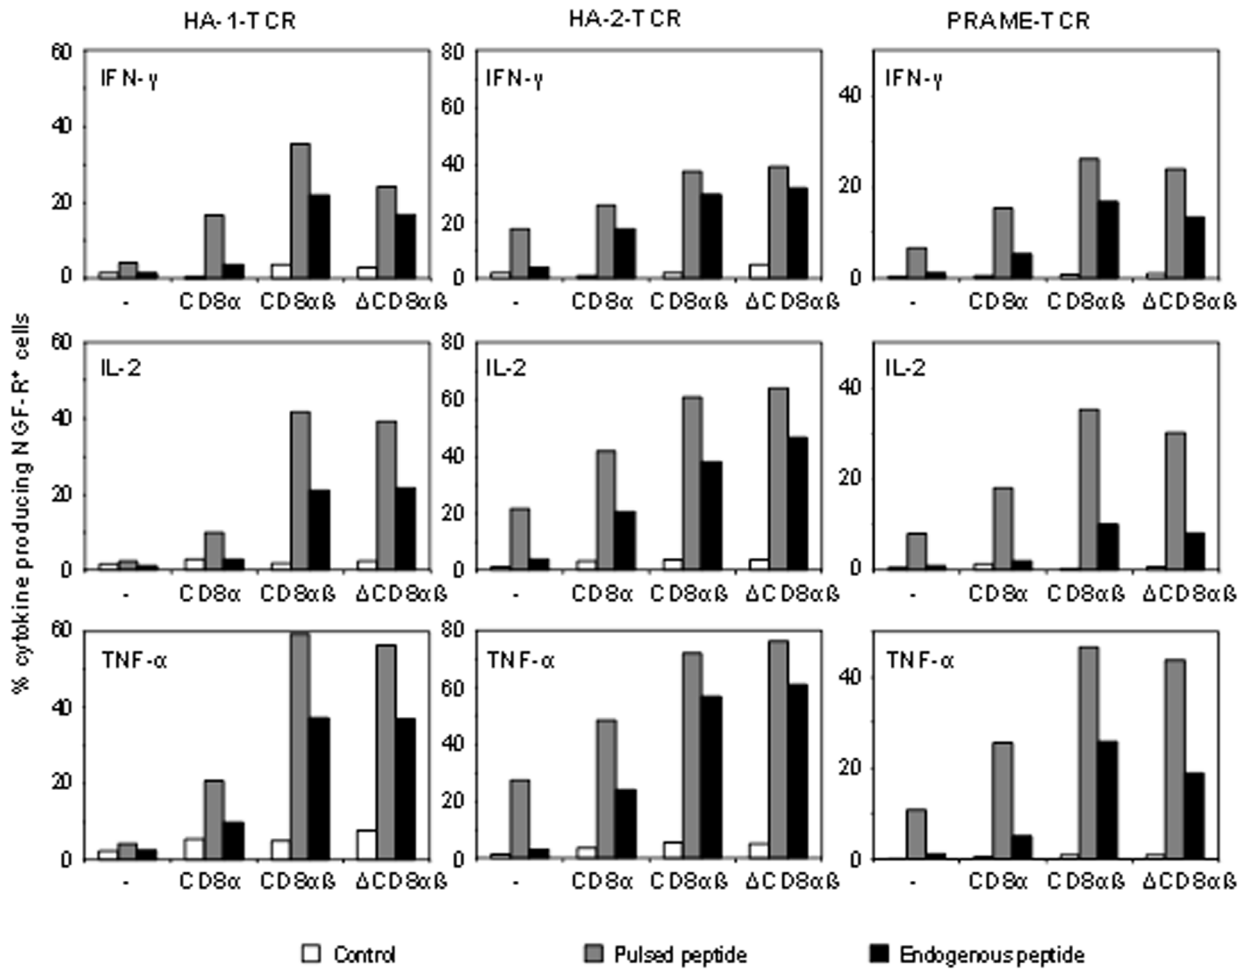 HA-1-TCR HA-2-TCR PRAME-TCR
60 80
IFN-γ IFN-γ IFN-γ
40 60 40
40
20 20
20
0 0 0
- CD8α CD8αß ΔCD8αß - CD8α CD8αß ΔCD8αß - CD8α CD8αß ΔCD8αß
% cytokine producing NGF-R+ cells
60 80
IL-2 IL-2 IL-2
40 60 40
40
20 20
20
0 0 0
- CD8α CD8αß ΔCD8αß - CD8α CD8αß ΔCD8αß - CD8α CD8αß ΔCD8αß
60 80
TNF-α TNF-α TNF-α
40 60 40
40
20 20
20
0 0 0
- CD8α CD8αß ΔCD8αß - CD8α CD8αß ΔCD8αß - CD8α CD8αß ΔCD8αß
Control Pulsed peptide Endogenous peptide